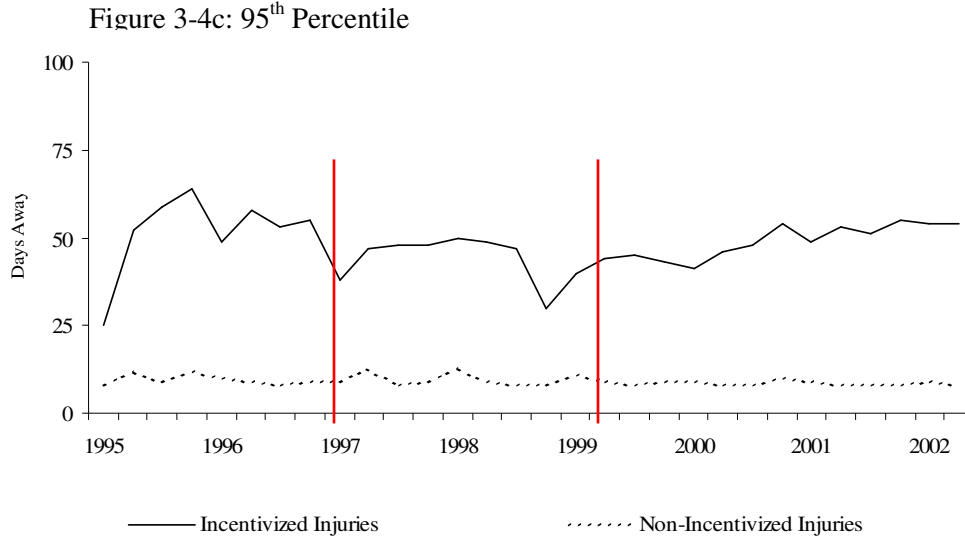 Figure 3-4c: 95th Percentile
100
75
50
25
0
Days Away
1995 1996 1997 1998 1999 2000 2001 2002
Incentivized Injuries Non-Incentivized Injuries